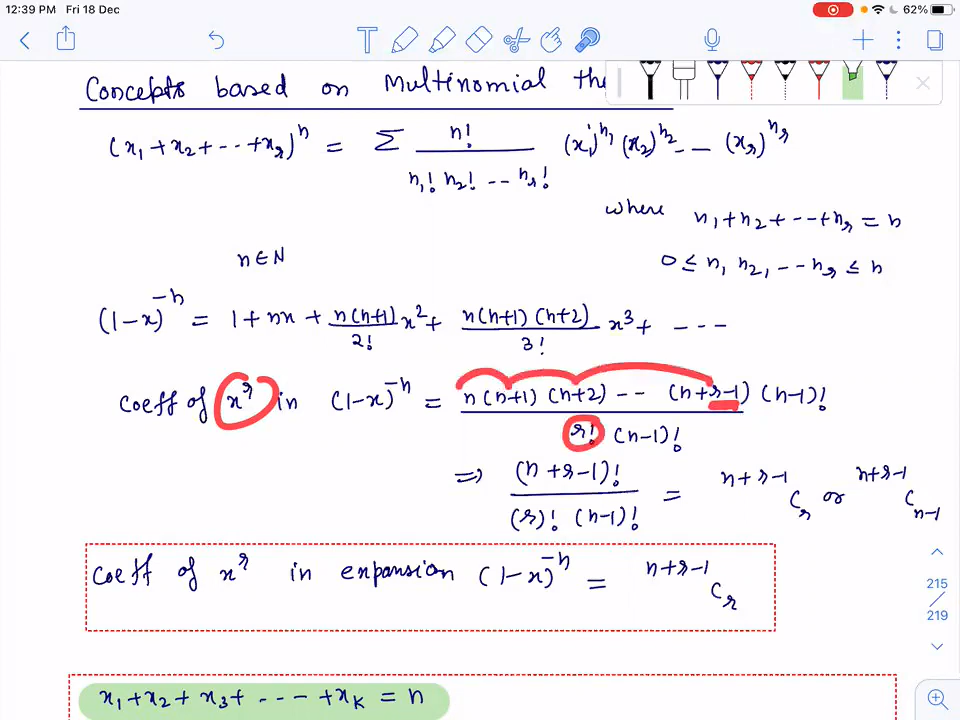 12:39 PM Fri 18 Dec
62%
Concepts based on Multinomial the
(x₁ + x₂ + -- + xᵣ)ⁿ = Σ n! / (n₁! n₂! -- nᵣ!) (x₁)ⁿ¹ (x₂)ⁿ² -- — (xᵣ)ⁿʳ
where n₁ + n₂ + -- + nᵣ = n
n ∈ N
0 ≤ n₁ n₂, -- nᵣ ≤ n
(1-x)⁻ⁿ = 1 + nx + n(n+1)/2! x² + n(n+1)(n+2)/3! x³ + ----
Coeff of xʳ in (1-x)⁻ⁿ = n(n+1)(n+2) -- (n+r-1) (n-1)! / r! (n-1)!
⇒ (n+r-1)! / (r)! (n-1)! = ⁿ⁺ʳ⁻¹Cᵣ or ⁿ⁺ʳ⁻¹Cₙ₋₁
Coeff of xʳ in expansion (1-x)⁻ⁿ = ⁿ⁺ʳ⁻¹Cᵣ
215
/
219
x₁ + x₂ + x₃ + ---- + x_K = n